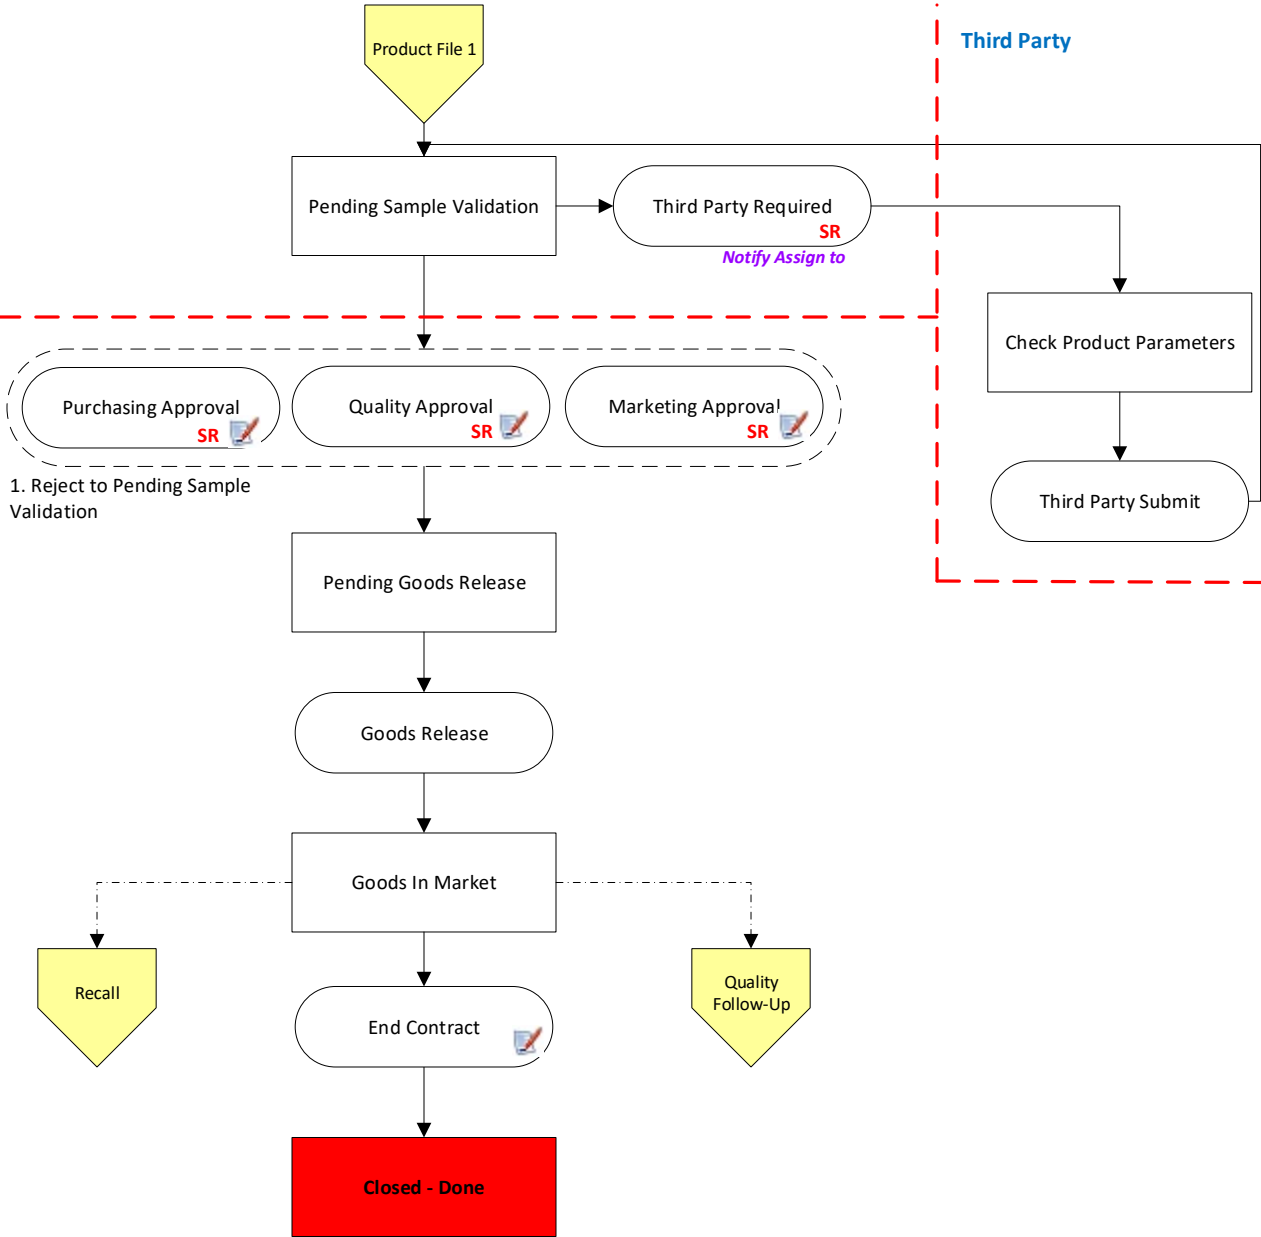 Product File 1
Third Party
Pending Sample Validation
Third Party Required
SR
Notify Assign to
Check Product Parameters
Purchasing Approval
SR
Quality Approval
SR
Marketing Approval
SR
1. Reject to Pending Sample
Validation
Third Party Submit
Pending Goods Release
Goods Release
Goods In Market
Recall
Quality
Follow-Up
End Contract
Closed - Done